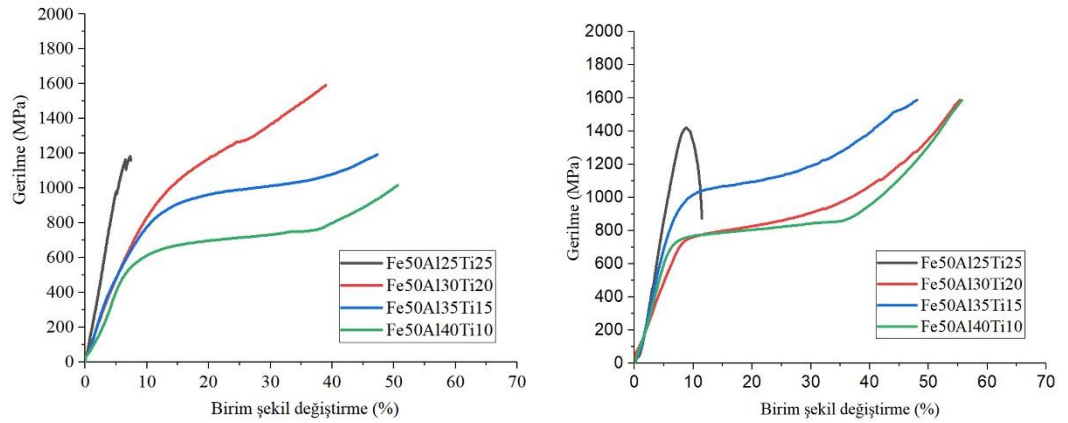 2000
1800
1600
1400
1200
1000
800
600
400
200
0
Gerilme (MPa)
Fe50Al25Ti25
Fe50Al30Ti20
Fe50Al35Ti15
Fe50Al40Ti10
0 10 20 30 40 50 60 70
Birim şekil değiştirme (%)
2000
1800
1600
1400
1200
1000
800
600
400
200
0
Gerilme (MPa)
Fe50Al25Ti25
Fe50Al30Ti20
Fe50Al35Ti15
Fe50Al40Ti10
0 10 20 30 40 50 60 70
Birim şekil değiştirme (%)